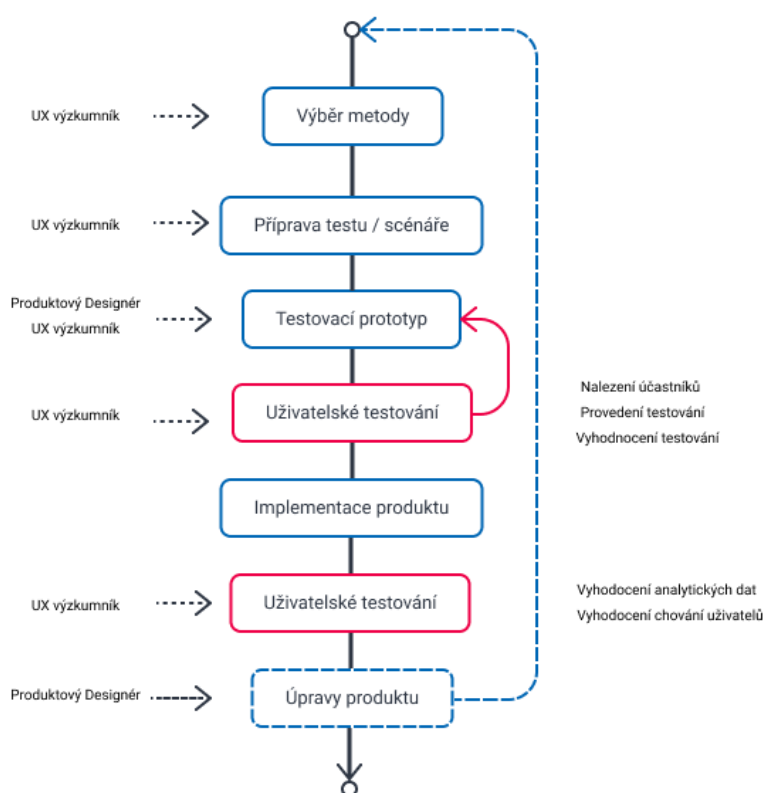 UX výzkumník
Výběr metody
UX výzkumník
Příprava testu / scénáře
Produktový Designér
UX výzkumník
Testovací prototyp
UX výzkumník
Uživatelské testování
Nalezení účastníků
Provedení testování
Vyhodnocení testování
Implementace produktu
UX výzkumník
Uživatelské testování
Vyhodocení analytických dat
Vyhodocení chování uživatelů
Produktový Designér
Úpravy produktu